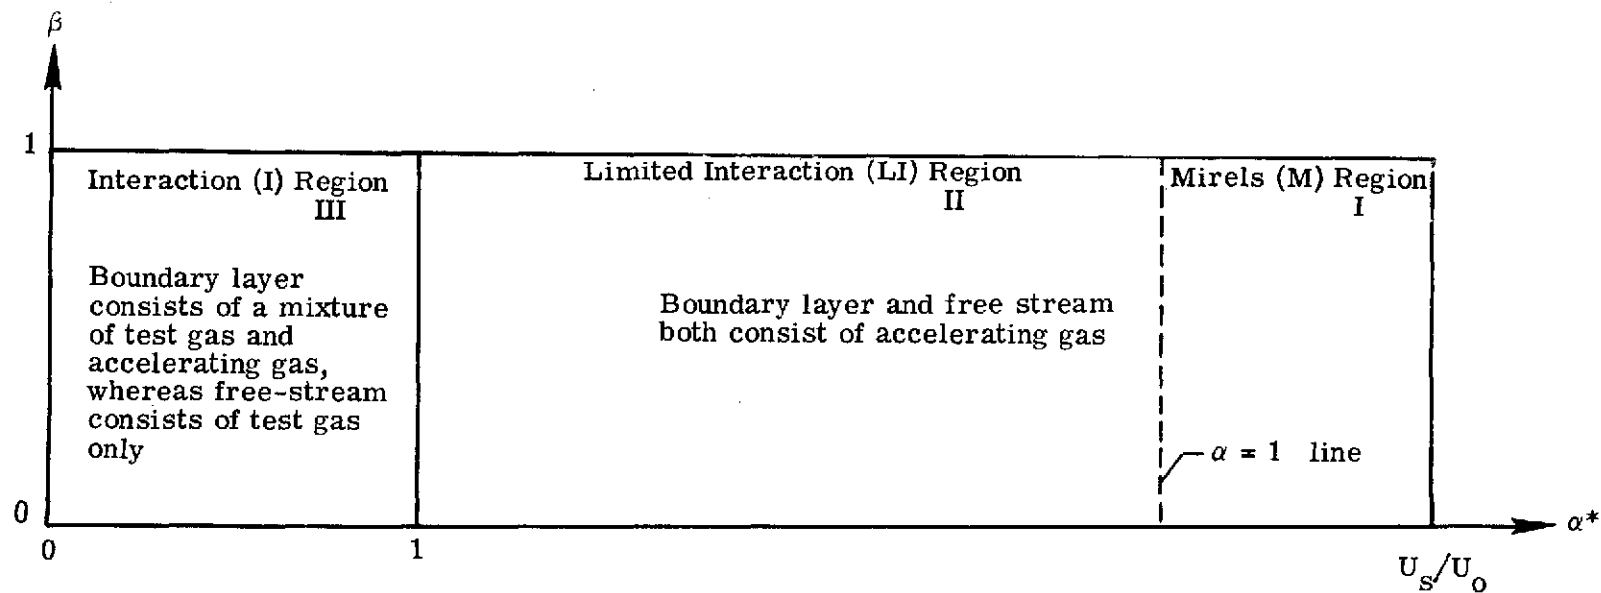 β
1
Interaction (I) Region
III
Limited Interaction (LI) Region
II
Mirels (M) Region
I
Boundary layer
consists of a mixture
of test gas and
accelerating gas,
whereas free-stream
consists of test gas
only
Boundary layer and free stream
both consist of accelerating gas
α = 1 line
0
α*
0
1
U_s/U_o